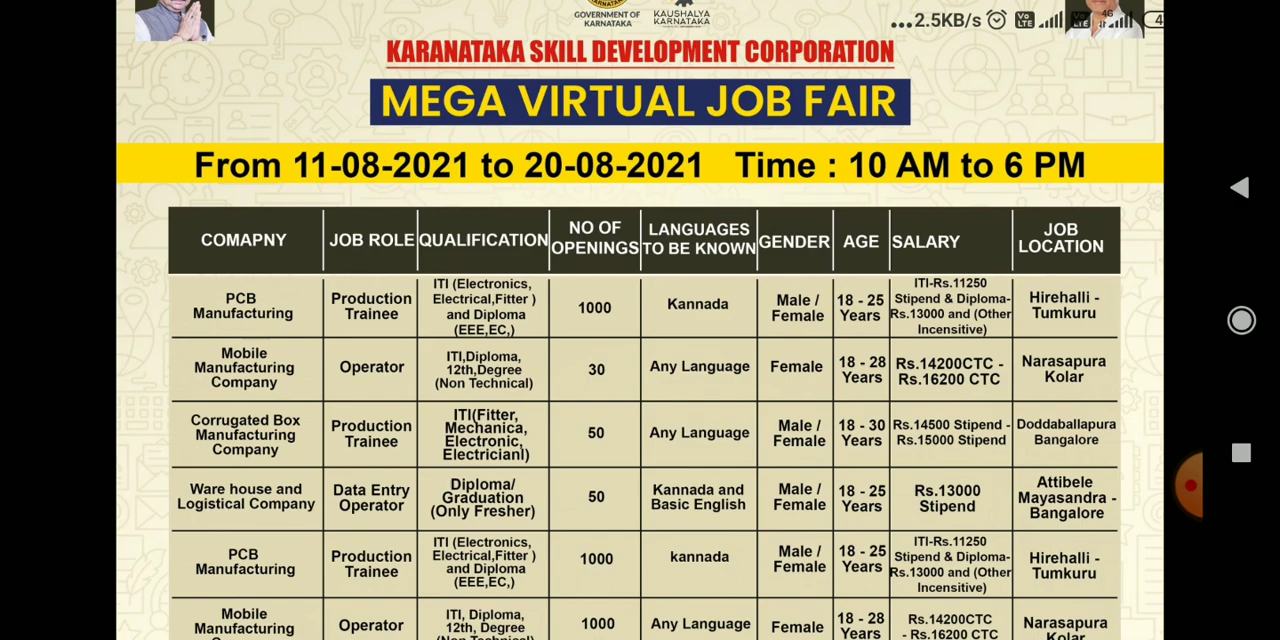 GOVERNMENT OF
KARNATAKA
KAUSHALYA
KARNATAKA
...2.5KB/s
Vo
LTE
Vo
LTE
4G
4
KARANATAKA SKILL DEVELOPMENT CORPORATION
MEGA VIRTUAL JOB FAIR
From 11-08-2021 to 20-08-2021 Time : 10 AM to 6 PM
COMAPNY
JOB ROLE
QUALIFICATION
NO OF
OPENINGS
LANGUAGES
TO BE KNOWN
GENDER
AGE
SALARY
JOB
LOCATION
PCB
Manufacturing
Production
Trainee
ITI (Electronics,
Electrical,Fitter )
and Diploma
(EEE,EC,)
1000
Kannada
Male /
Female
18 - 25
Years
ITI-Rs.11250
Stipend & Diploma-
Rs.13000 and (Other
Incensitive)
Hirehalli -
Tumkuru
Mobile
Manufacturing
Company
Operator
ITI,Diploma,
12th,Degree
(Non Technical)
30
Any Language
Female
18 - 28
Years
Rs.14200CTC -
Rs.16200 CTC
Narasapura
Kolar
Corrugated Box
Manufacturing
Company
Production
Trainee
ITI(Fitter,
Mechanica,
Electronic,
Electricianl)
50
Any Language
Male /
Female
18 - 30
Years
Rs.14500 Stipend -
Rs.15000 Stipend
Doddaballapura
Bangalore
Ware house and
Logistical Company
Data Entry
Operator
Diploma/
Graduation
(Only Fresher)
50
Kannada and
Basic English
Male /
Female
18 - 25
Years
Rs.13000
Stipend
Attibele
Mayasandra -
Bangalore
PCB
Manufacturing
Production
Trainee
ITI (Electronics,
Electrical,Fitter )
and Diploma
(EEE,EC,)
1000
kannada
Male /
Female
18 - 25
Years
ITI-Rs.11250
Stipend & Diploma-
Rs.13000 and (Other
Incensitive)
Hirehalli -
Tumkuru
Mobile
Manufacturing
Operator
ITI, Diploma,
12th, Degree
(Non Technical)
1000
Any Language
Female
18 - 28
Years
Rs.14200CTC
- Rs.16200 CTC
Narasapura
Kolar